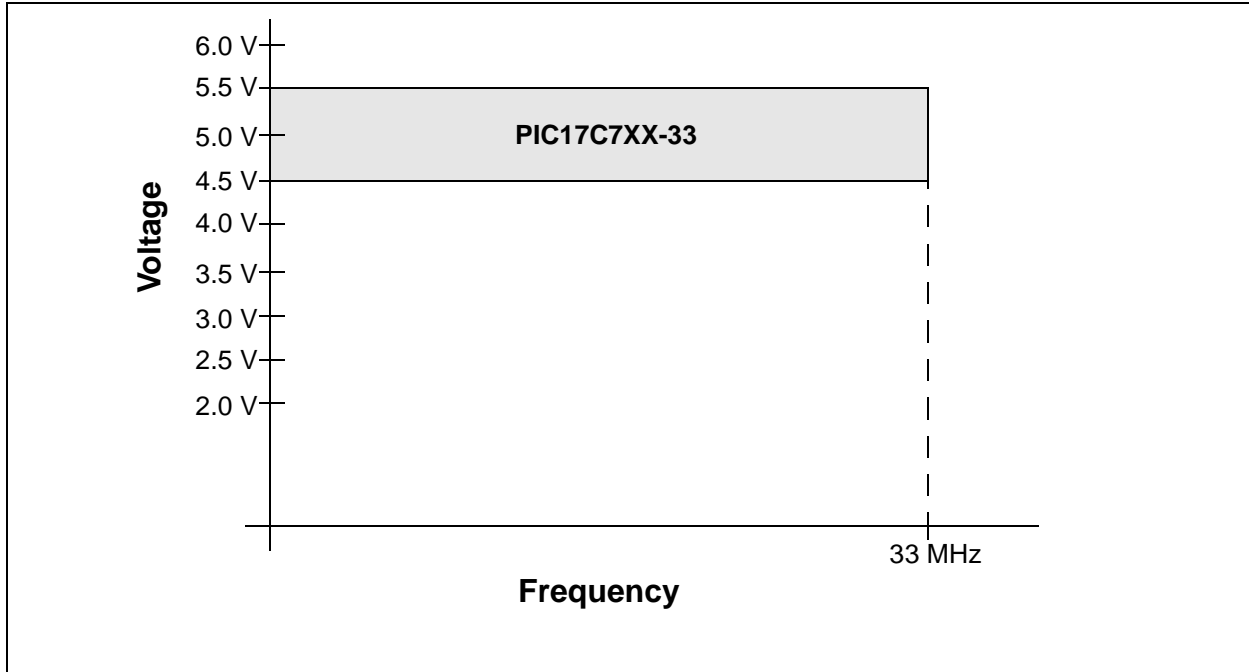 6.0 V
5.5 V
5.0 V
4.5 V
4.0 V
3.5 V
3.0 V
2.5 V
2.0 V
Voltage
PIC17C7XX-33
33 MHz
Frequency